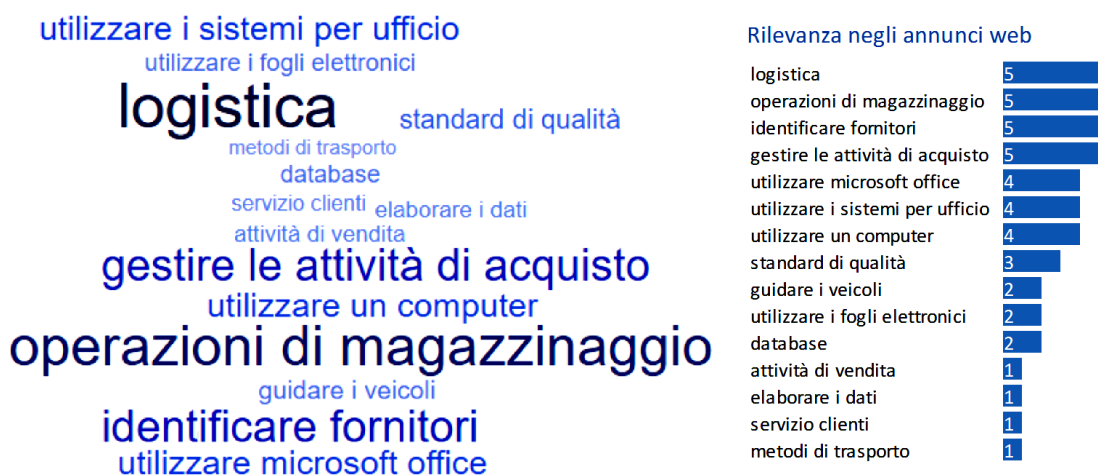 utilizzare i sistemi per ufficio
utilizzare i fogli elettronici
logistica
standard di qualità
metodi di trasporto
database
servizio clienti
elaborare i dati
attività di vendita
gestire le attività di acquisto
utilizzare un computer
operazioni di magazzinaggio
guidare i veicoli
identificare fornitori
utilizzare microsoft office
Rilevanza negli annunci web
logistica 5
operazioni di magazzinaggio 5
identificare fornitori 5
gestire le attività di acquisto 5
utilizzare microsoft office 4
utilizzare i sistemi per ufficio 4
utilizzare un computer 4
standard di qualità 3
guidare i veicoli 2
utilizzare i fogli elettronici 2
database 2
attività di vendita 1
elaborare i dati 1
servizio clienti 1
metodi di trasporto 1